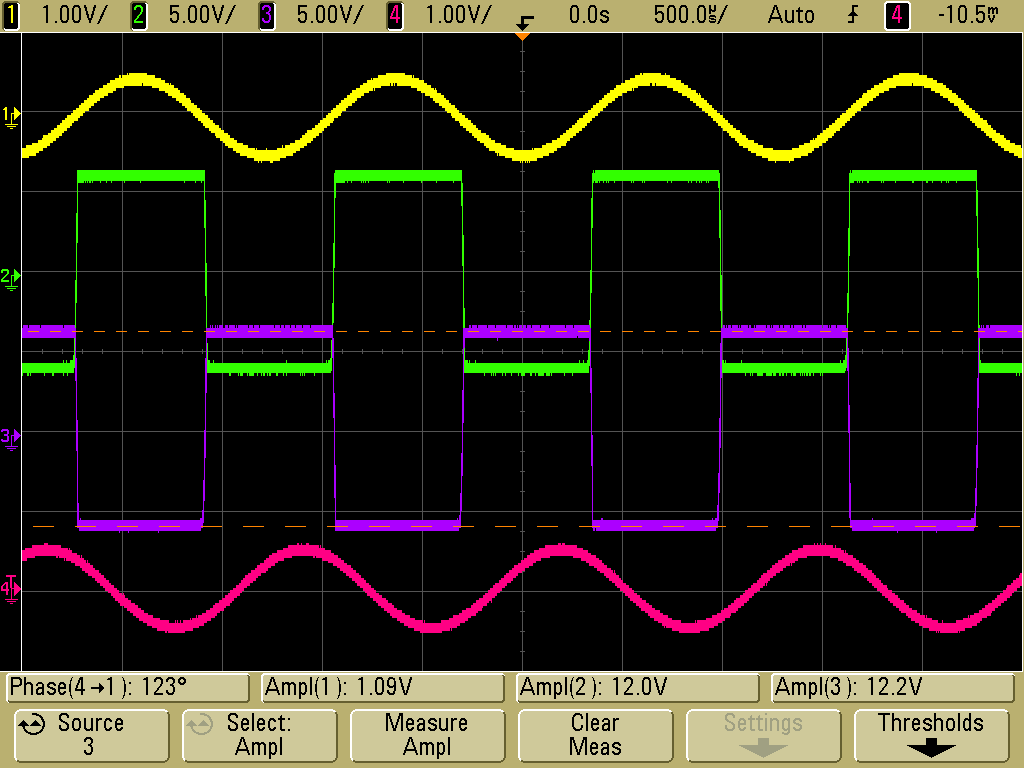 1 1.00V/ 2 5.00V/ 3 5.00V/ 4 1.00V/ 0.0s 500.0µs/ Auto 4 -10.5mV
1
2
3
4
Phase(4→1): 123° Ampl(1): 1.09V Ampl(2): 12.0V Ampl(3): 12.2V
Source Select: Measure Clear Settings Thresholds
3 Ampl Ampl Meas